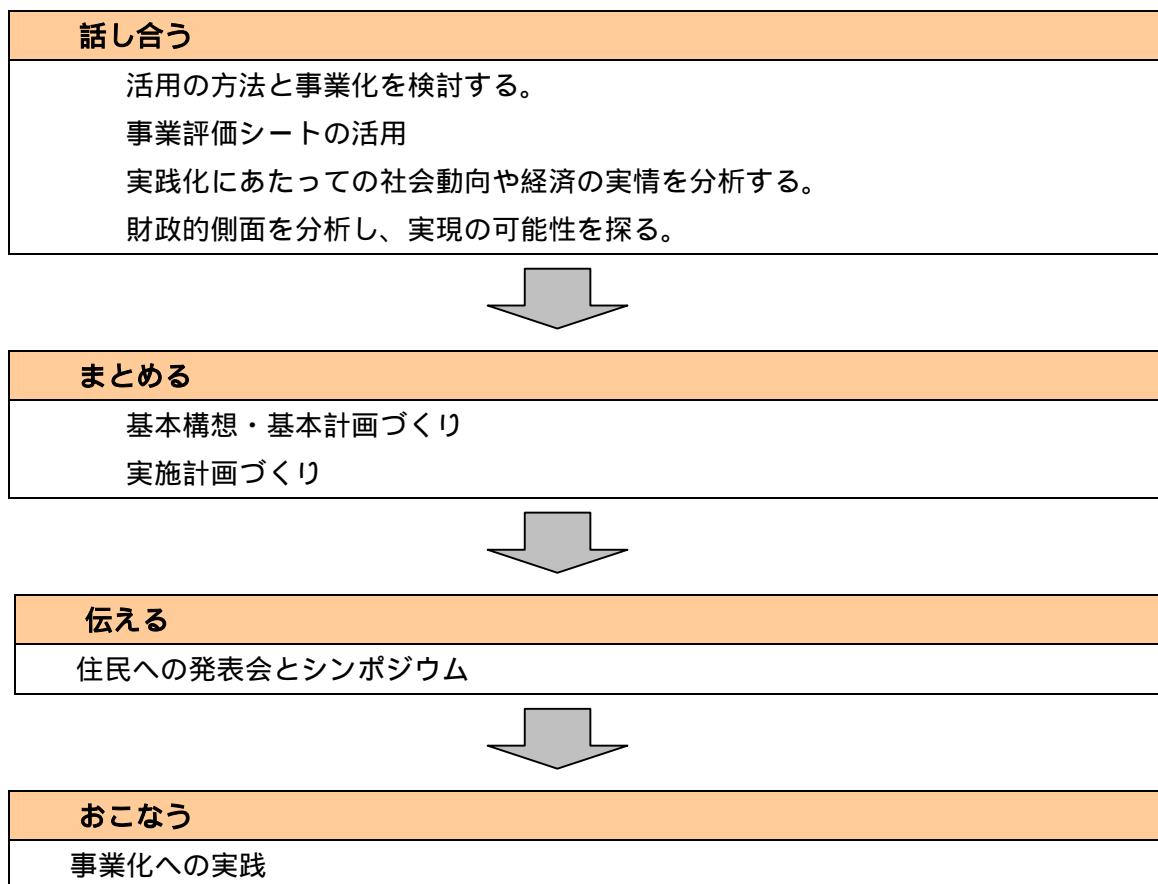 話し合う
活用の方法と事業化を検討する。
事業評価シートの活用
実践化にあたっての社会動向や経済の実情を分析する。
財政的側面を分析し、実現の可能性を探る。
まとめる
基本構想・基本計画づくり
実施計画づくり
伝える
住民への発表会とシンポジウム
おこなう
事業化への実践